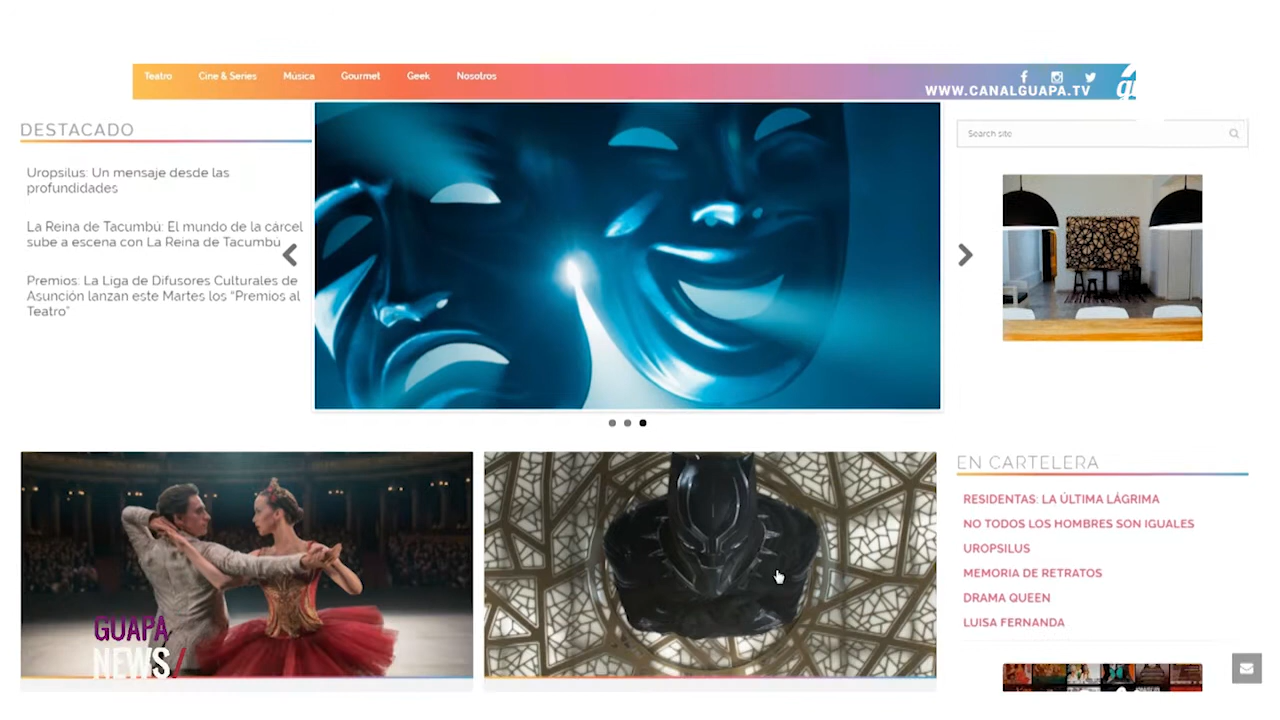 Teatro
Cine & Series
Música
Gourmet
Geek
Nosotros
WWW.CANALGUAPA.TV
DESTACADO
Uropsilus: Un mensaje desde las
profundidades
La Reina de Tacumbú: El mundo de la cárcel
sube a escena con La Reina de Tacumbú
Premios: La Liga de Difusores Culturales de
Asunción lanzan este Martes los “Premios al
Teatro”
Search site
EN CARTELERA
RESIDENTAS: LA ÚLTIMA LÁGRIMA
NO TODOS LOS HOMBRES SON IGUALES
UROPSILUS
MEMORIA DE RETRATOS
DRAMA QUEEN
LUISA FERNANDA
GUAPA
NEWS/